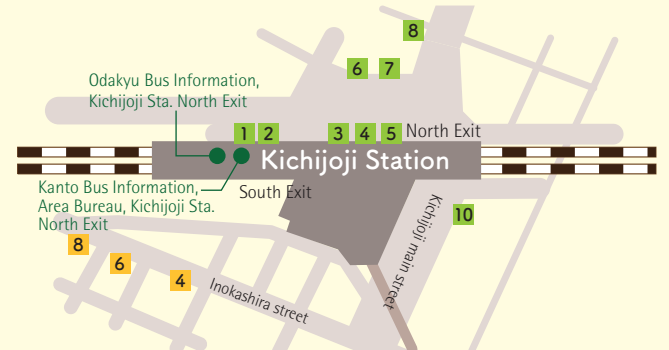 8
6 7
Odakyu Bus Information,
Kichijoji Sta. North Exit
1 2 3 4 5 North Exit
Kichijoji Station
Kanto Bus Information,
Area Bureau, Kichijoji Sta.
North Exit
South Exit
10
Kichijoji main street
8
6
4
Inokashira street